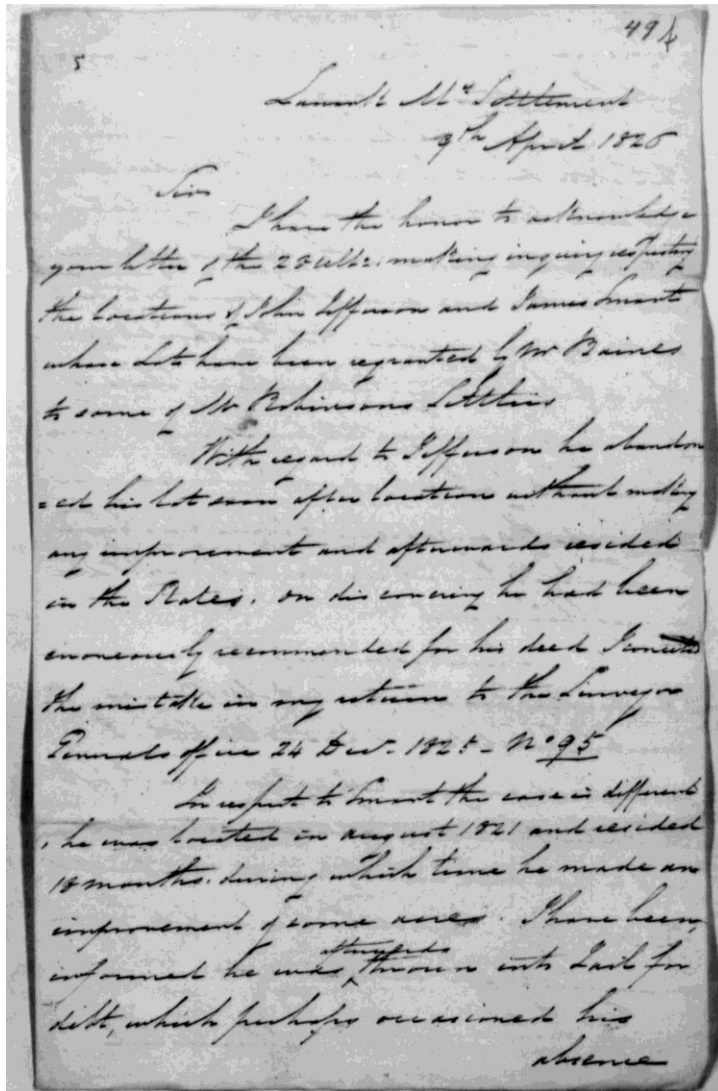 494
5
Lanark Mil. Settlement
9th April 1826
Sir
I have the honor to acknowledge
your letter of the 28 ulto. making inquiry respecting
the locations of John Jefferson and James Smart
whose Lots have been regranted by Mr Baines
to some of Mr Robinsons Settlers
With regard to Jefferson he abandon
=ed his lot soon after location without making
any improvement and afterwards resided
in the States. on discovering he had been
erroneously recommended for his deed I corrected
the mistake in my return to the Surveyor
Generals office 24 Decr. 1825 - No 95
In respect to Smart the case is different
, he was located in august 1821 and resided
18 months. during which time he made an
improvement of some acres. I have been,
informed he was afterwards thrown into Jail for
debt, which perhaps occasioned his
absence